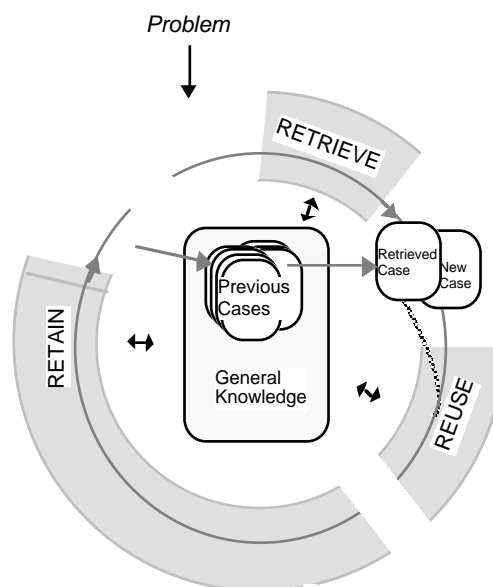 Problem
RETRIEVE
Retrieved
Case
New
Case
Previous
Cases
General
Knowledge
RETAIN
REUSE